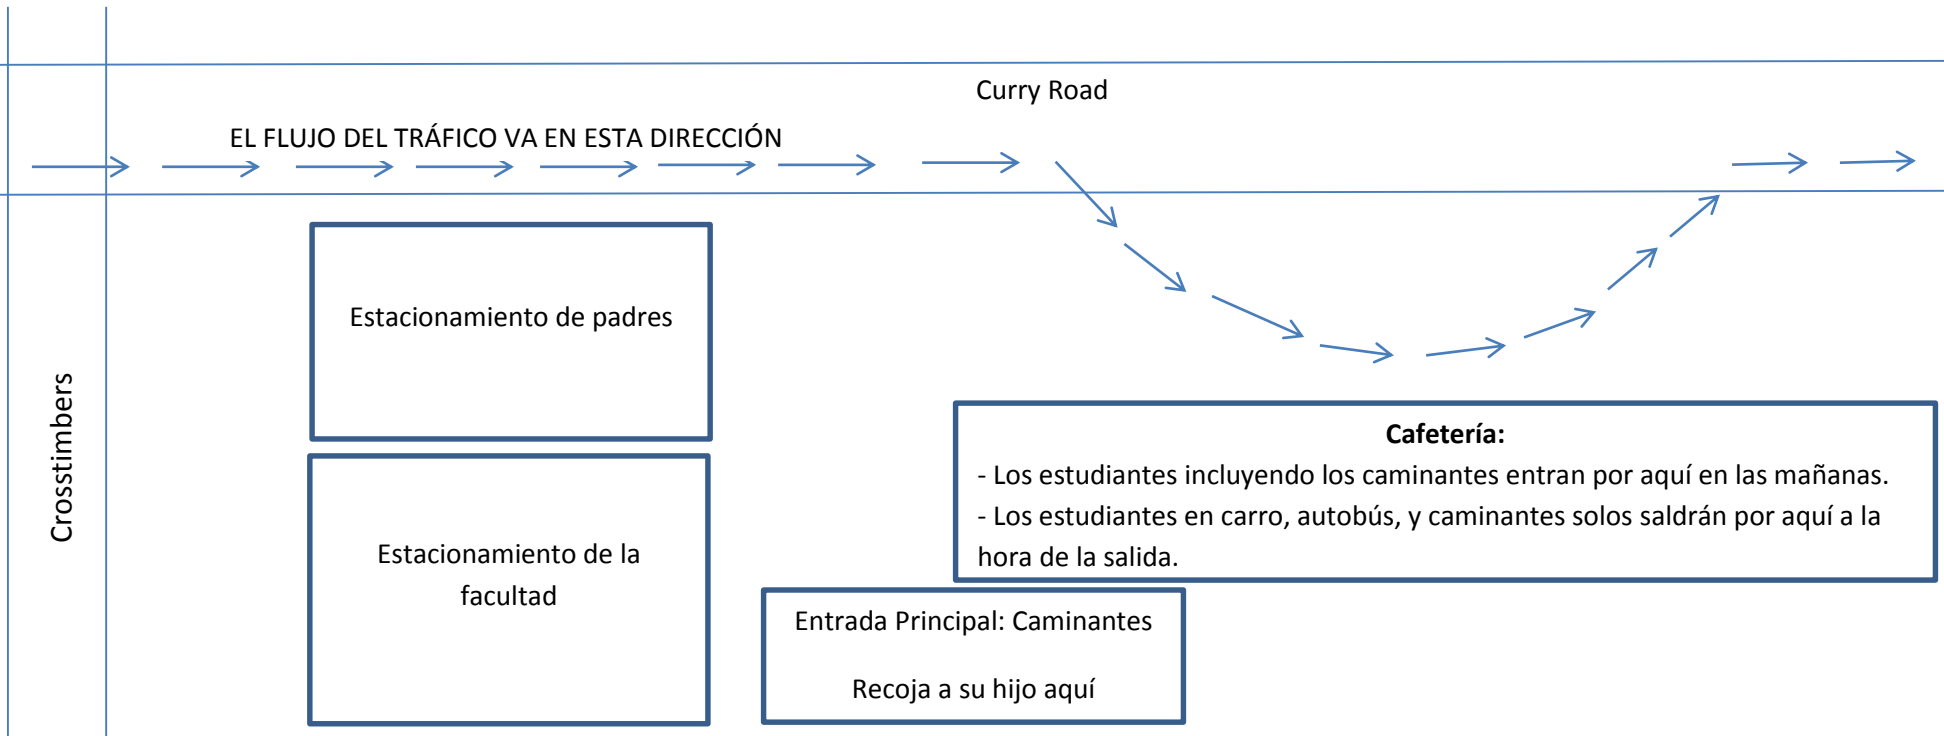 Curry Road
EL FLUJO DEL TRÁFICO VA EN ESTA DIRECCIÓN
Estacionamiento de padres
Crosstimbers
Estacionamiento de la
facultad
Cafetería:
- Los estudiantes incluyendo los caminantes entran por aquí en las mañanas.
- Los estudiantes en carro, autobús, y caminantes solos saldrán por aquí a la
hora de la salida.
Entrada Principal: Caminantes
Recoja a su hijo aquí